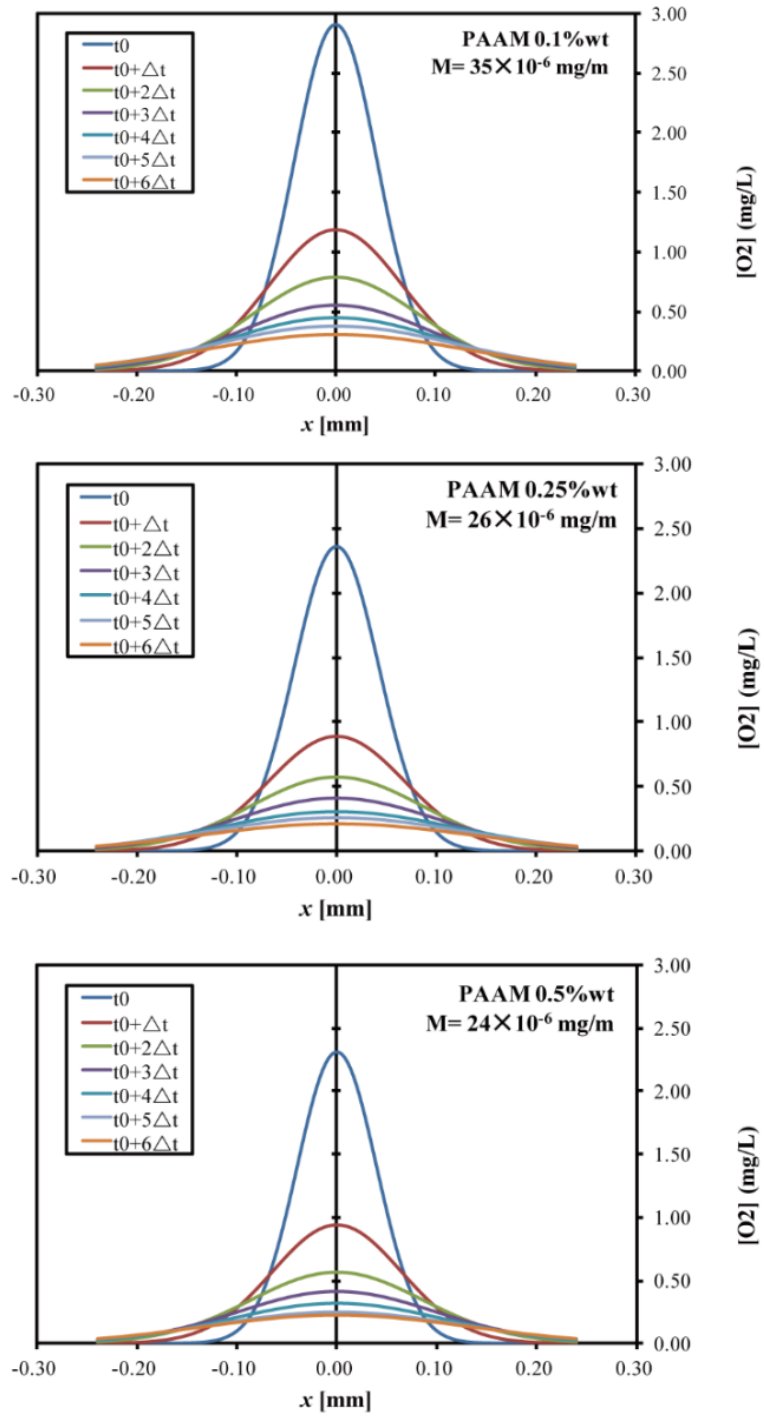 3.00
PAAM 0.1%wt
M= 35×10-6 mg/m
t0
t0+△t
t0+2△t
t0+3△t
t0+4△t
t0+5△t
t0+6△t
2.50
2.00
1.50
1.00
0.50
0.00
[O2] (mg/L)
-0.30 -0.20 -0.10 0.00 0.10 0.20 0.30
x [mm]
3.00
PAAM 0.25%wt
M= 26×10-6 mg/m
t0
t0+△t
t0+2△t
t0+3△t
t0+4△t
t0+5△t
t0+6△t
2.50
2.00
1.50
1.00
0.50
0.00
[O2] (mg/L)
-0.30 -0.20 -0.10 0.00 0.10 0.20 0.30
x [mm]
3.00
PAAM 0.5%wt
M= 24×10-6 mg/m
t0
t0+△t
t0+2△t
t0+3△t
t0+4△t
t0+5△t
t0+6△t
2.50
2.00
1.50
1.00
0.50
0.00
[O2] (mg/L)
-0.30 -0.20 -0.10 0.00 0.10 0.20 0.30
x [mm]